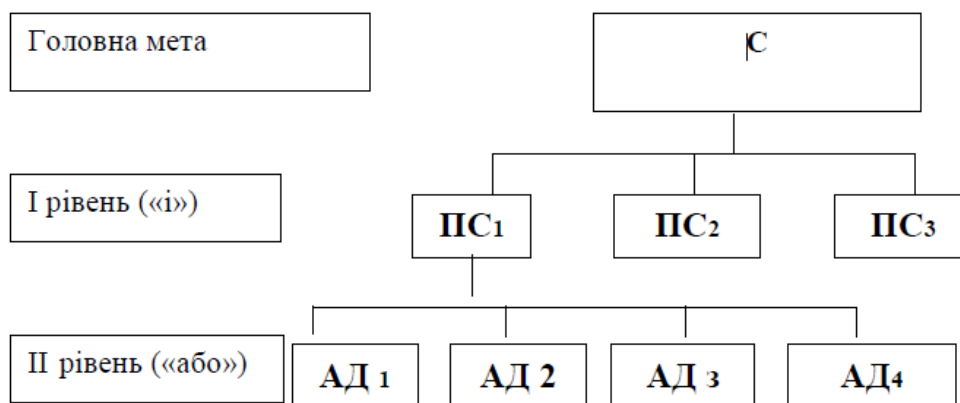 Головна мета
С
І рівень («і»)
ПС₁
ПС₂
ПС₃
ІІ рівень («або»)
АД 1
АД 2
АД 3
АД4